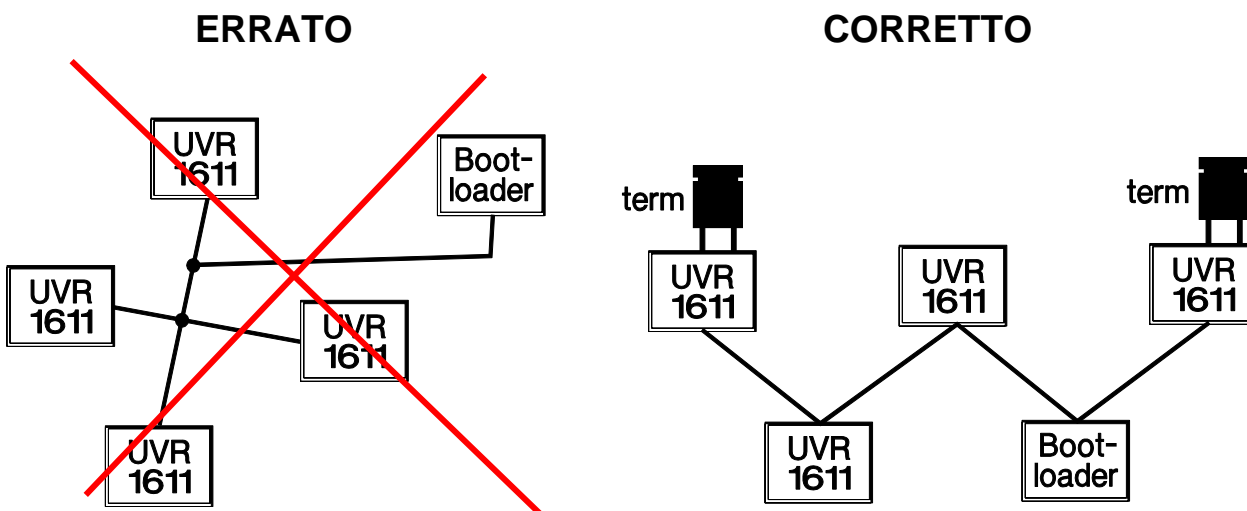 ERRATO
CORRETTO
UVR
1611
Boot-
loader
UVR
1611
UVR
1611
UVR
1611
term
term
UVR
1611
UVR
1611
UVR
1611
UVR
1611
Boot-
loader